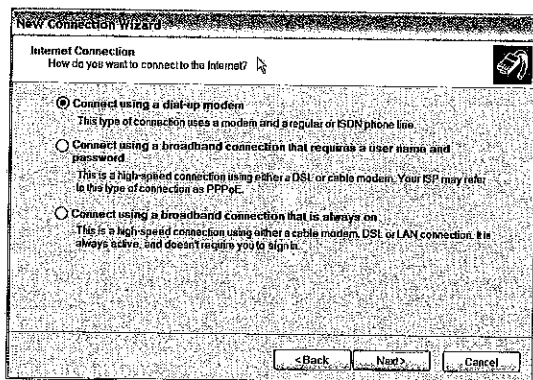 New Connection Wizard
Internet Connection
How do you want to connect to the Internet?
Connect using a dial-up modem
This type of connection uses a modem and a regular or ISDN phone line.
Connect using a broadband connection that requires a user name and
password
This is a high-speed connection using either a DSL or cable modem. Your ISP may refer
to this type of connection as PPPoE.
Connect using a broadband connection that is always on
This is a high-speed connection using either a cable modem, DSL or LAN connection. It is
always active, and doesn't require you to sign in.
< Back
Next >
Cancel